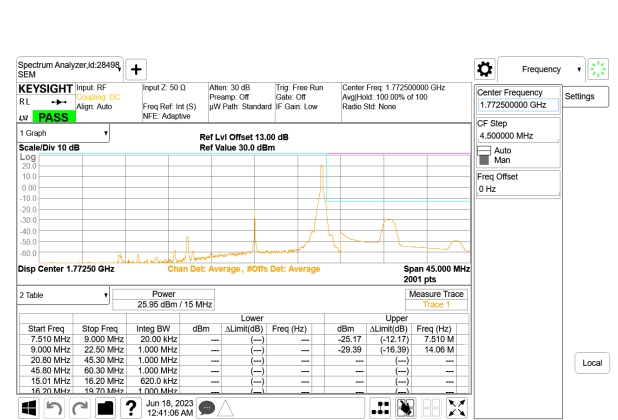 Spectrum Analyzer,id:28498,
SEM
+
Frequency
KEYSIGHT
Input: RF
Input Z: 50 Ω
Atten: 30 dB
Trig: Free Run
Center Freq: 1.772500000 GHz
R L
Coupling: DC
Preamp: Off
Gate: Off
Avg|Hold: 100.00% of 100
Align: Auto
Freq Ref: Int (S)
µW Path: Standard
IF Gain: Low
Radio Std: None
LNI
PASS
NFE: Adaptive
Center Frequency
1.772500000 GHz
Settings
CF Step
4.500000 MHz
Auto
Man
Freq Offset
0 Hz
1 Graph
Ref Lvl Offset 13.00 dB
Scale/Div 10 dB
Ref Value 30.0 dBm
Log
20.0
10.0
0.00
-10.0
-20.0
-30.0
-40.0
-50.0
-60.0
Disp Center 1.77250 GHz
Chan Det: Average , #Offs Det: Average
Span 45.000 MHz
2001 pts
2 Table
Power
25.95 dBm / 15 MHz
Measure Trace
Trace 1
Lower
Upper
Start Freq Stop Freq Integ BW dBm ΔLimit(dB) Freq (Hz) dBm ΔLimit(dB) Freq (Hz)
7.510 MHz 9.000 MHz 20.00 kHz --- (---) --- -25.17 (-12.17) 7.510 M
9.000 MHz 22.50 MHz 1.000 MHz --- (---) --- -29.39 (-16.39) 14.06 M
20.80 MHz 45.30 MHz 1.000 MHz --- (---) --- --- (---) ---
45.80 MHz 60.30 MHz 1.000 MHz --- (---) --- --- (---) ---
15.01 MHz 16.20 MHz 620.0 kHz --- (---) --- --- (---) ---
16.20 MHz 19.70 MHz 1.000 MHz --- (---) --- --- (---) ---
Local
?
Jun 18, 2023
12:41:06 AM